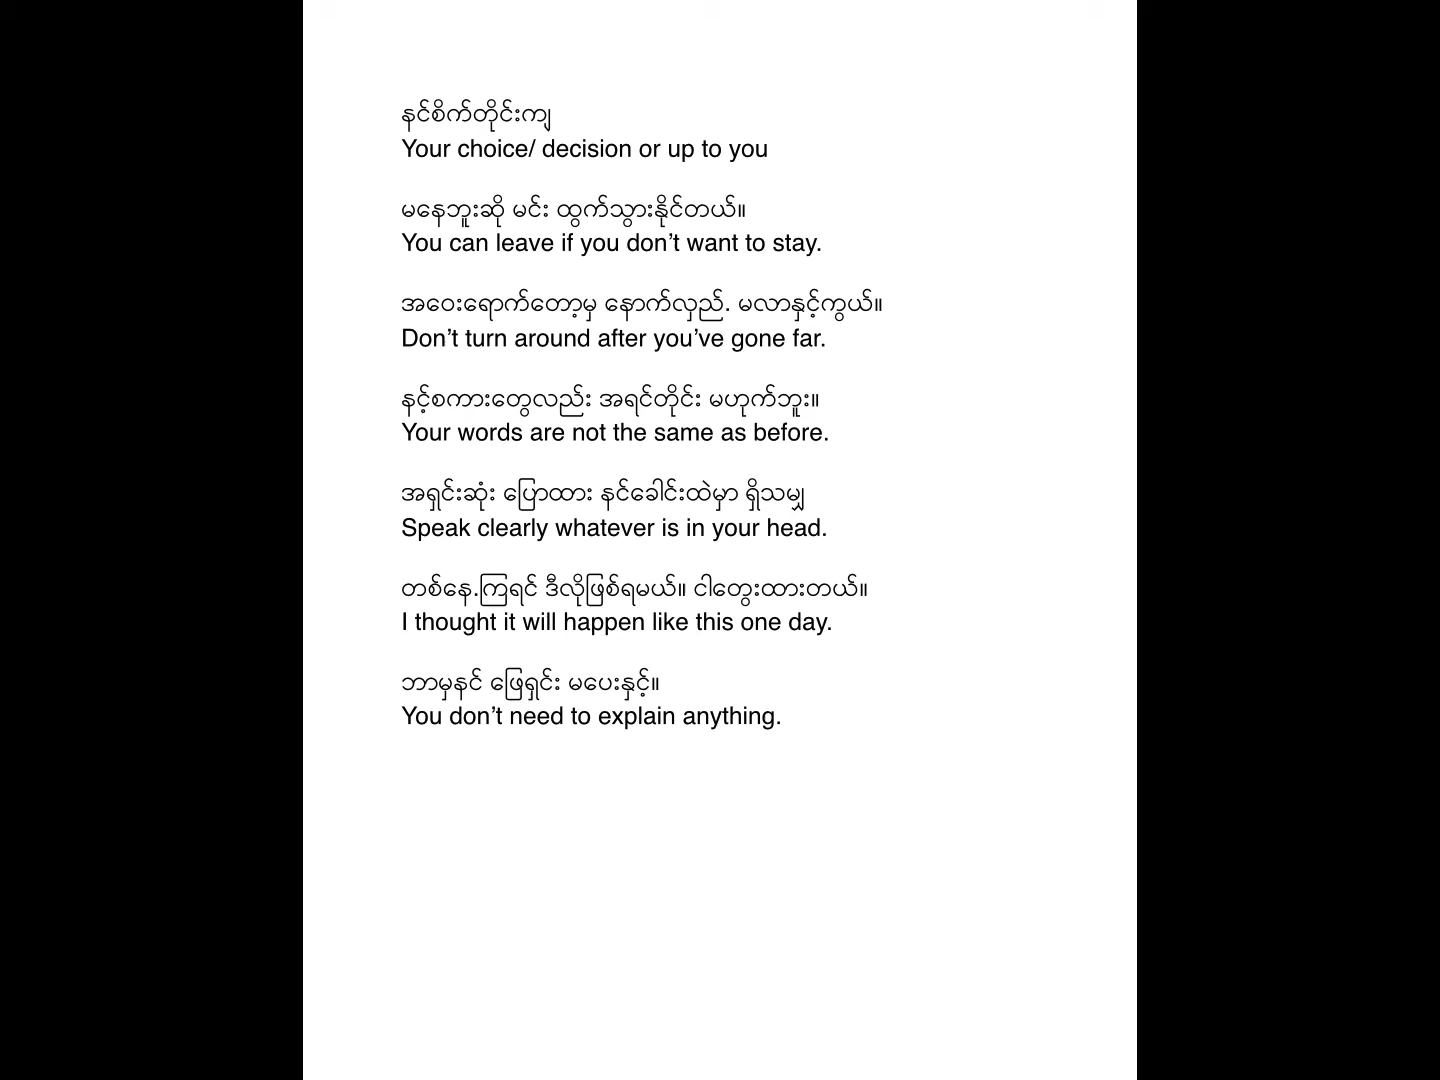 နင်စိက်တိုင်းကျ
Your choice/ decision or up to you
မနေဘူးဆို မင်း ထွက်သွားနိုင်တယ်။
You can leave if you don’t want to stay.
အဝေးရောက်တော့မှ နောက်လှည်. မလာနှင့်ကွယ်။
Don’t turn around after you’ve gone far.
နင့်စကားတွေလည်း အရင်တိုင်း မဟုက်ဘူး။
Your words are not the same as before.
အရှင်းဆုံး ပြောထား နင်ခေါင်းထဲမှာ ရှိသမျှ
Speak clearly whatever is in your head.
တစ်နေ.ကြရင် ဒီလိုဖြစ်ရမယ်။ ငါတွေးထားတယ်။
I thought it will happen like this one day.
ဘာမှနင် ဖြေရှင်း မပေးနှင့်။
You don’t need to explain anything.